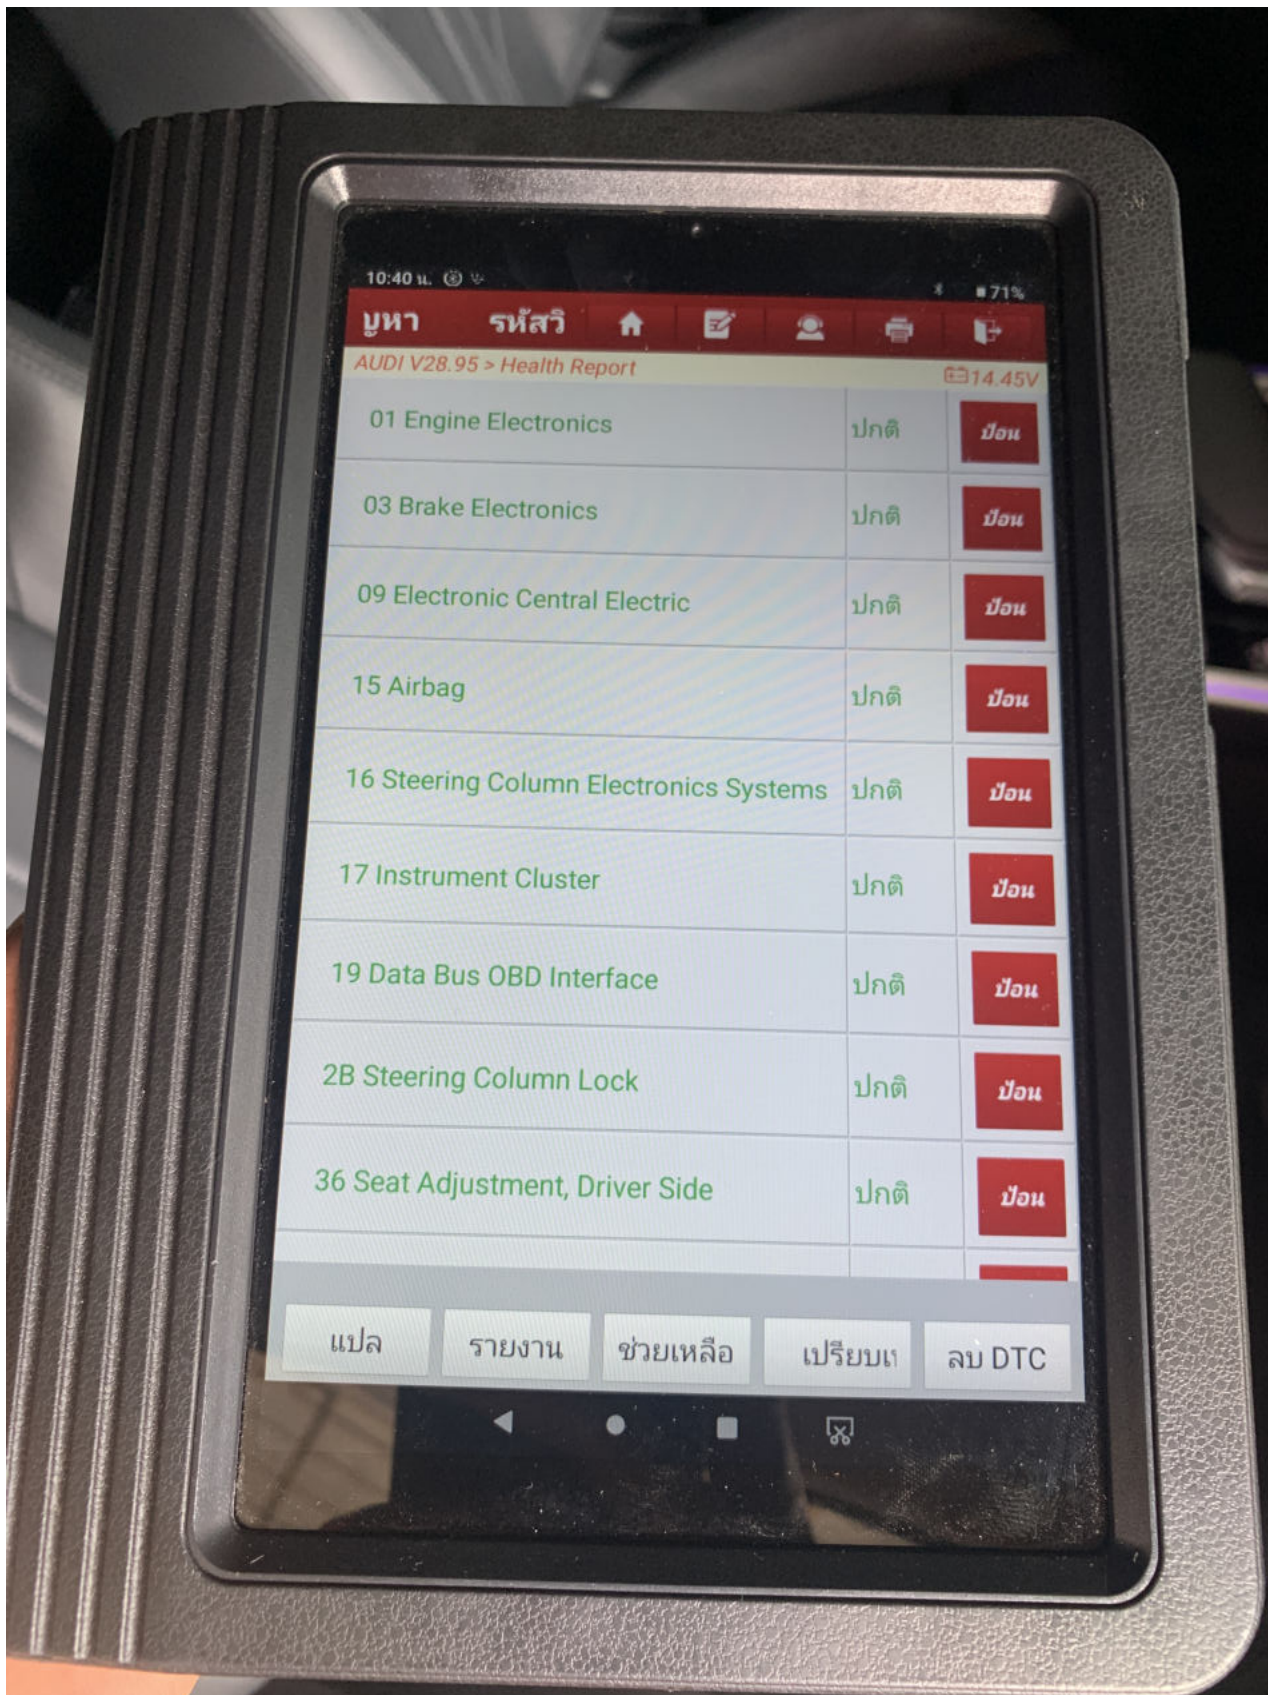 10:40 น. 71%
ญหา รหัสวิ
AUDI V28.95 > Health Report 14.45V
01 Engine Electronics ปกติ ป้อน
03 Brake Electronics ปกติ ป้อน
09 Electronic Central Electric ปกติ ป้อน
15 Airbag ปกติ ป้อน
16 Steering Column Electronics Systems ปกติ ป้อน
17 Instrument Cluster ปกติ ป้อน
19 Data Bus OBD Interface ปกติ ป้อน
2B Steering Column Lock ปกติ ป้อน
36 Seat Adjustment, Driver Side ปกติ ป้อน
แปล รายงาน ช่วยเหลือ เปรียบเ ลบ DTC